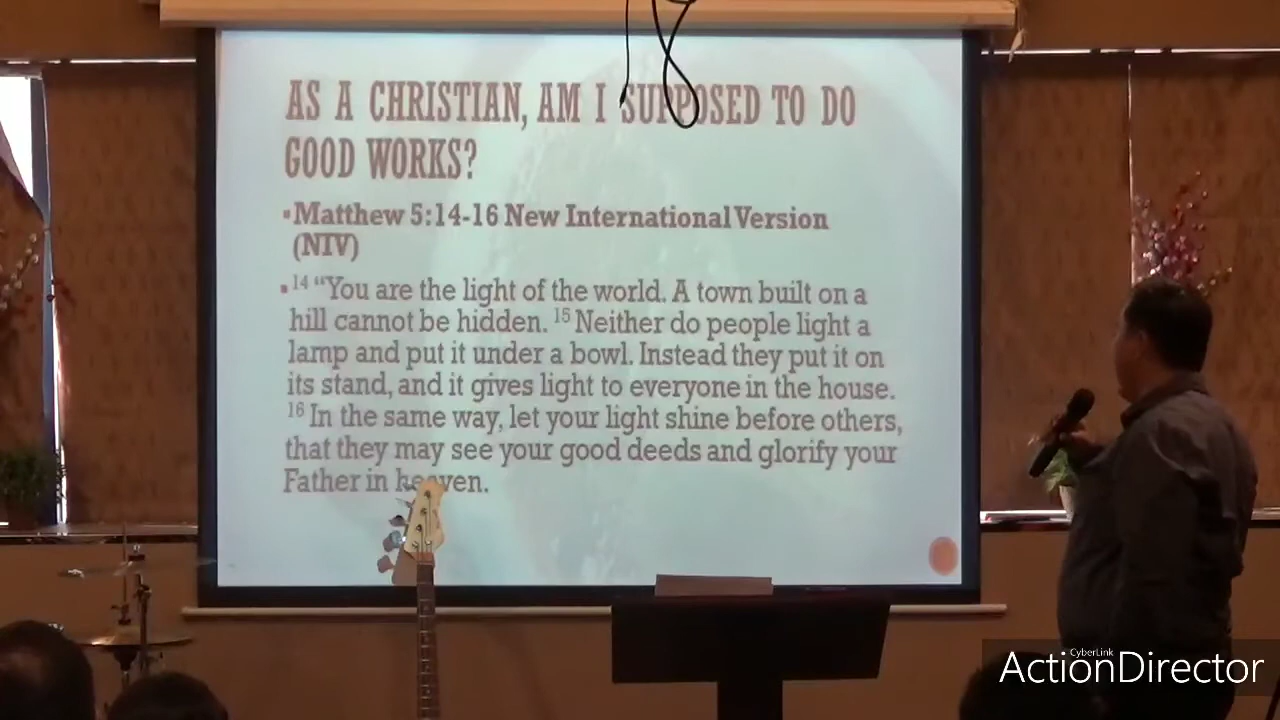 AS A CHRISTIAN, AM I SUPPOSED TO DO
GOOD WORKS?
▪Matthew 5:14-16 New International Version
(NIV)
▪14 “You are the light of the world. A town built on a
hill cannot be hidden. 15 Neither do people light a
lamp and put it under a bowl. Instead they put it on
its stand, and it gives light to everyone in the house.
16 In the same way, let your light shine before others,
that they may see your good deeds and glorify your
Father in heaven.
CyberLink
ActionDirector